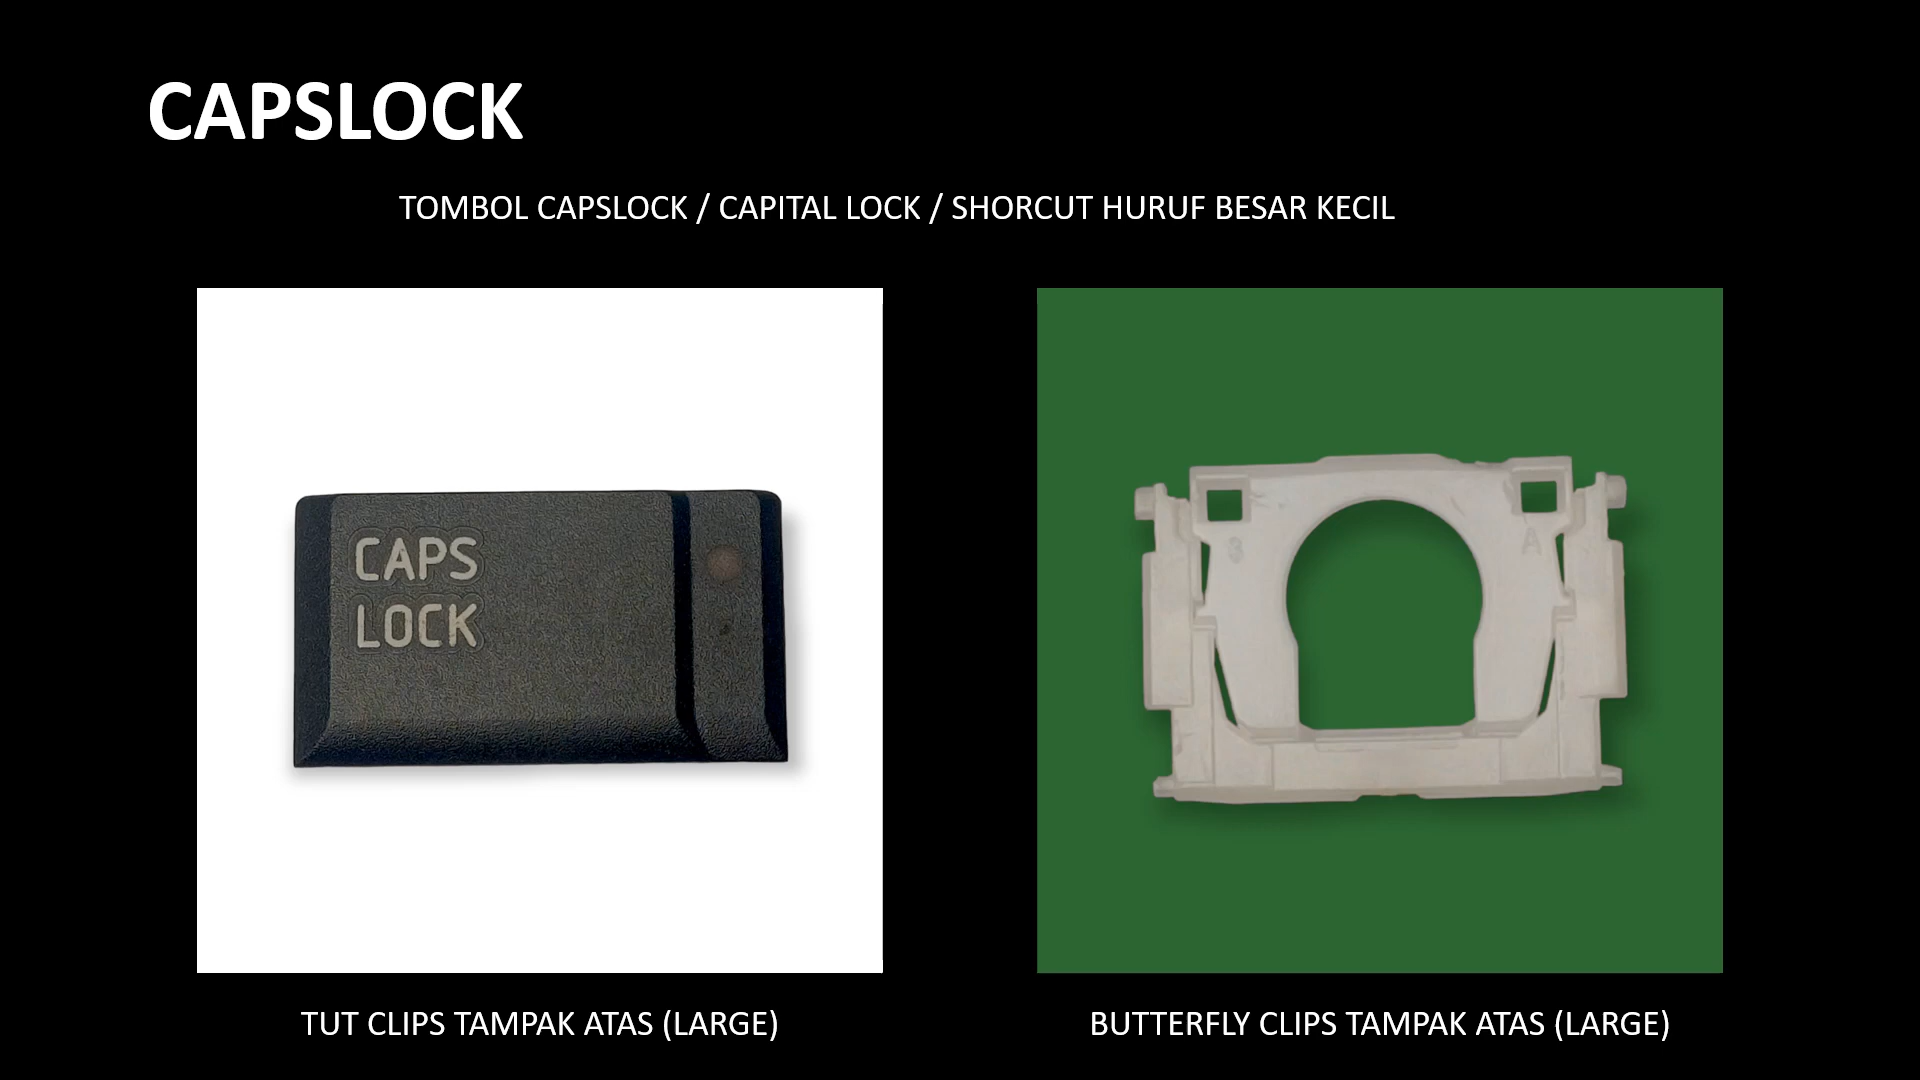 CAPSLOCK
TOMBOL CAPSLOCK / CAPITAL LOCK / SHORCUT HURUF BESAR KECIL
CAPS
LOCK
8
A
TUT CLIPS TAMPAK ATAS (LARGE)
BUTTERFLY CLIPS TAMPAK ATAS (LARGE)